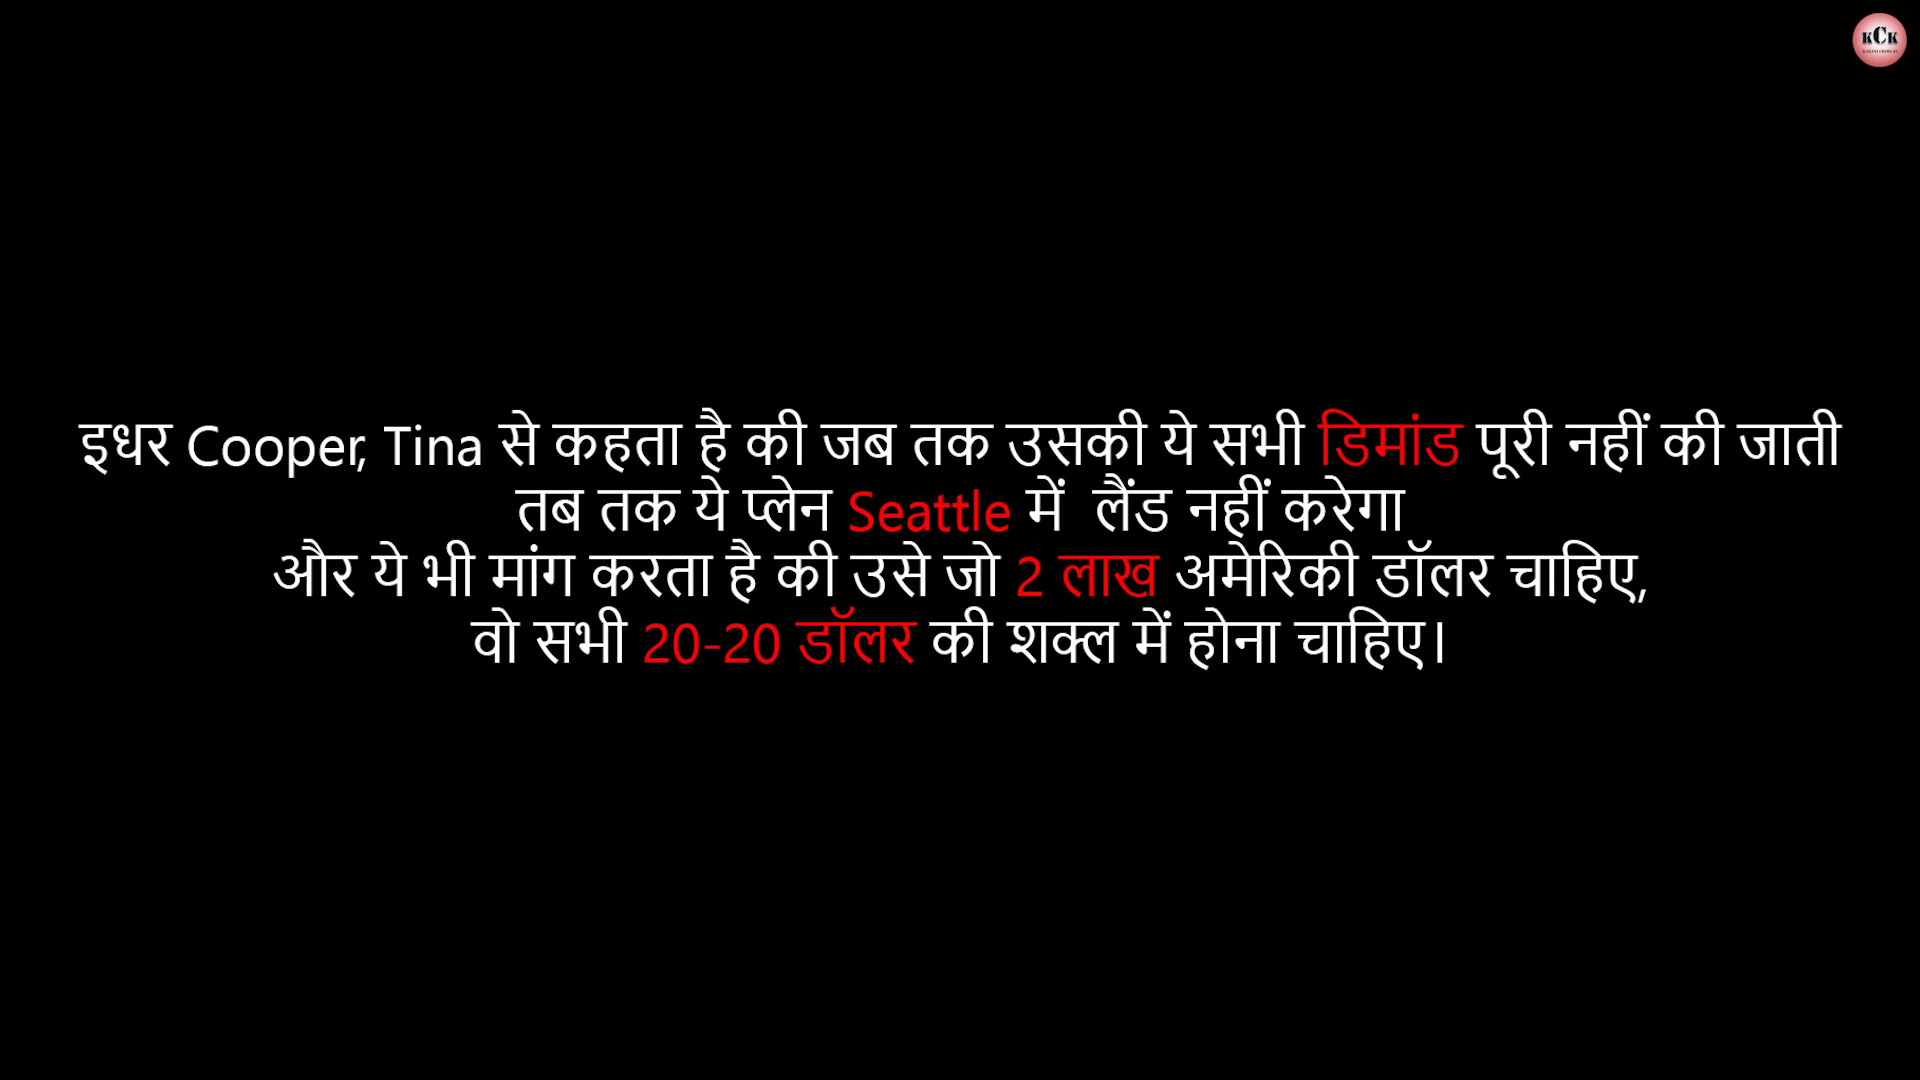 KCK
इधर Cooper, Tina से कहता है की जब तक उसकी ये सभी डिमांड पूरी नहीं की जाती
तब तक ये प्लेन Seattle में लैंड नहीं करेगा
और ये भी मांग करता है की उसे जो 2 लाख अमेरिकी डॉलर चाहिए,
वो सभी 20-20 डॉलर की शक्ल में होना चाहिए।